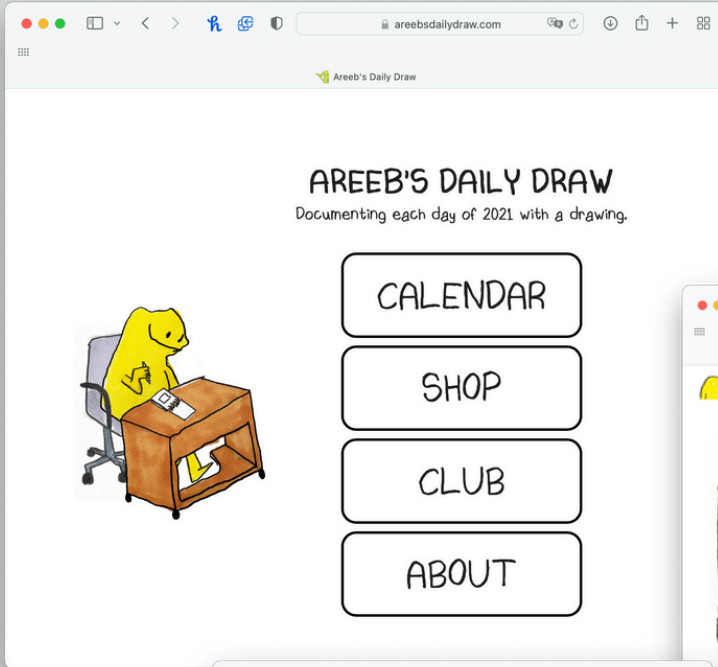 areebsdailydraw.com
Areeb's Daily Draw
AREEB'S DAILY DRAW
Documenting each day of 2021 with a drawing.
CALENDAR
SHOP
CLUB
ABOUT